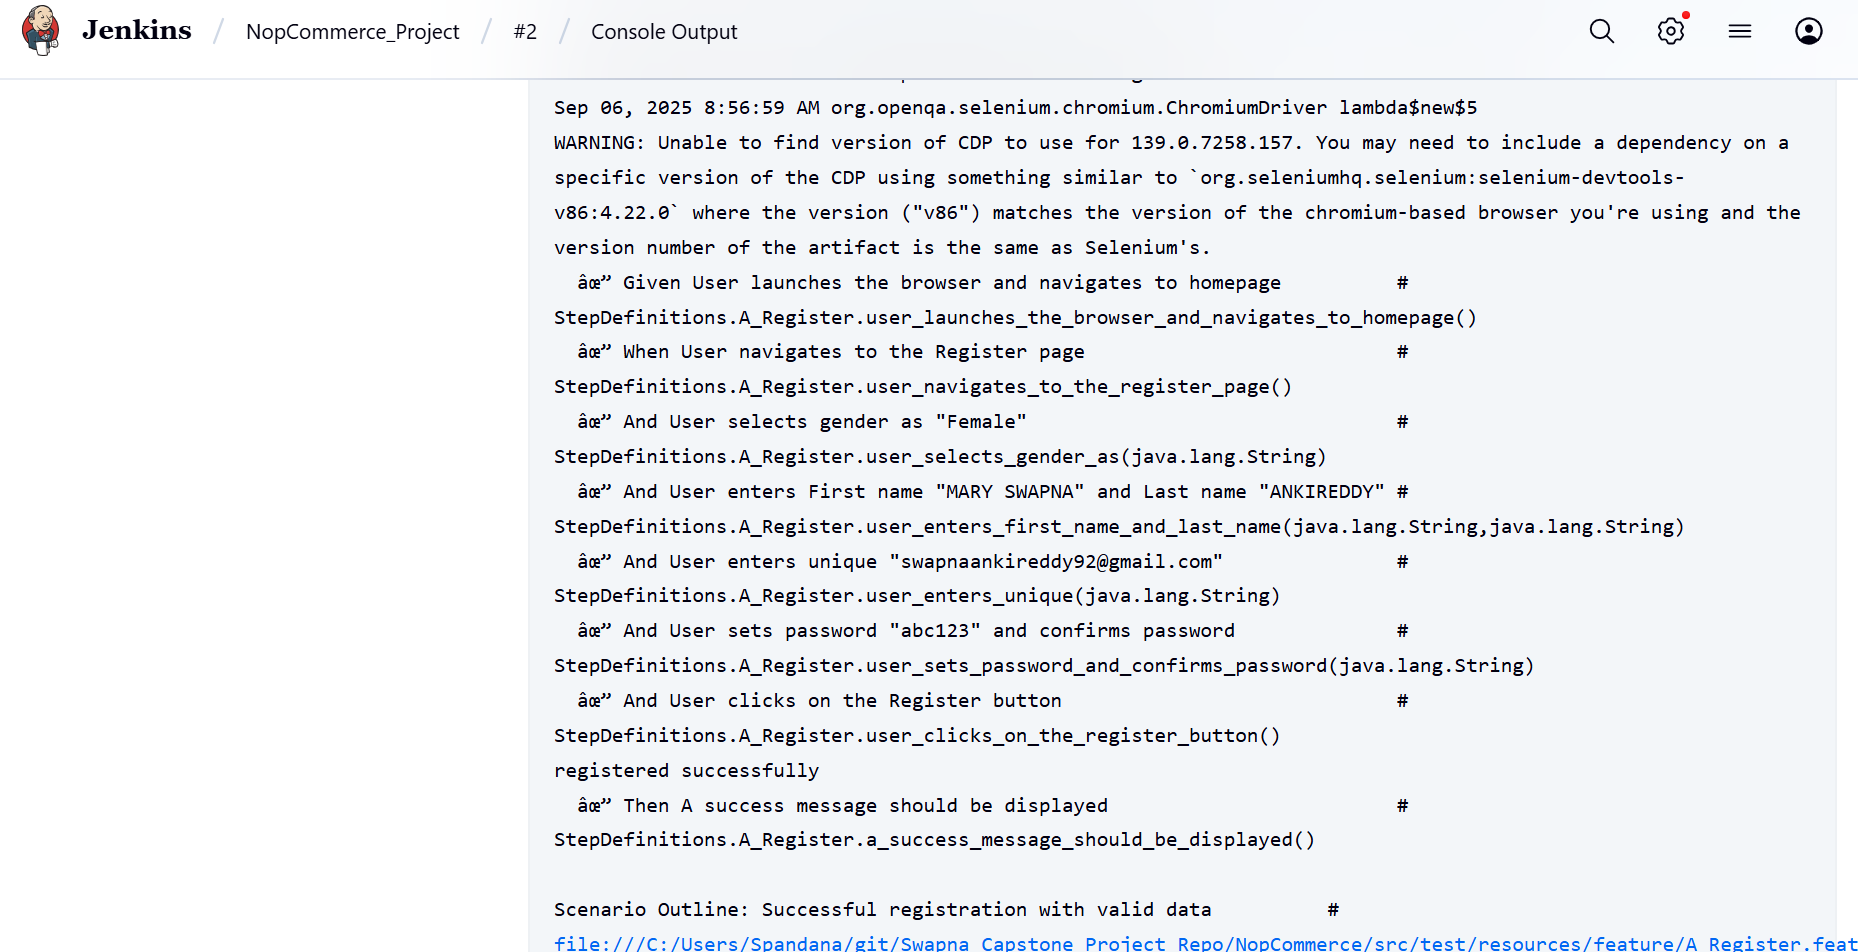 Jenkins / NopCommerce_Project / #2 / Console Output
Sep 06, 2025 8:56:59 AM org.openqa.selenium.chromium.ChromiumDriver lambda$new$5
WARNING: Unable to find version of CDP to use for 139.0.7258.157. You may need to include a dependency on a
specific version of the CDP using something similar to `org.seleniumhq.selenium:selenium-devtools-
v86:4.22.0` where the version ("v86") matches the version of the chromium-based browser you're using and the
version number of the artifact is the same as Selenium's.
âœ” Given User launches the browser and navigates to homepage #
StepDefinitions.A_Register.user_launches_the_browser_and_navigates_to_homepage()
âœ” When User navigates to the Register page #
StepDefinitions.A_Register.user_navigates_to_the_register_page()
âœ” And User selects gender as "Female" #
StepDefinitions.A_Register.user_selects_gender_as(java.lang.String)
âœ” And User enters First name "MARY SWAPNA" and Last name "ANKIREDDY" #
StepDefinitions.A_Register.user_enters_first_name_and_last_name(java.lang.String,java.lang.String)
âœ” And User enters unique "swapnaankireddy92@gmail.com" #
StepDefinitions.A_Register.user_enters_unique(java.lang.String)
âœ” And User sets password "abc123" and confirms password #
StepDefinitions.A_Register.user_sets_password_and_confirms_password(java.lang.String)
âœ” And User clicks on the Register button #
StepDefinitions.A_Register.user_clicks_on_the_register_button()
registered successfully
âœ” Then A success message should be displayed #
StepDefinitions.A_Register.a_success_message_should_be_displayed()
Scenario Outline: Successful registration with valid data #
file:///C:/Users/Spandana/git/Swapna_Capstone_Project_Repo/NopCommerce/src/test/resources/feature/A_Register.feat